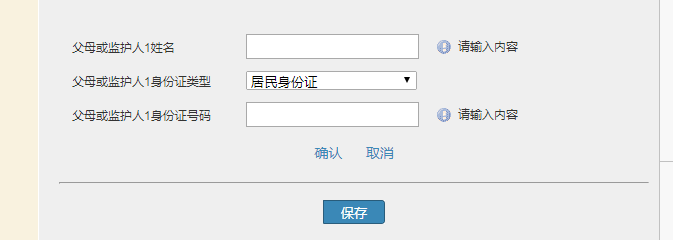 父母或监护人1姓名 请输入内容
父母或监护人1身份证类型 居民身份证
父母或监护人1身份证号码 请输入内容
确认 取消
保存